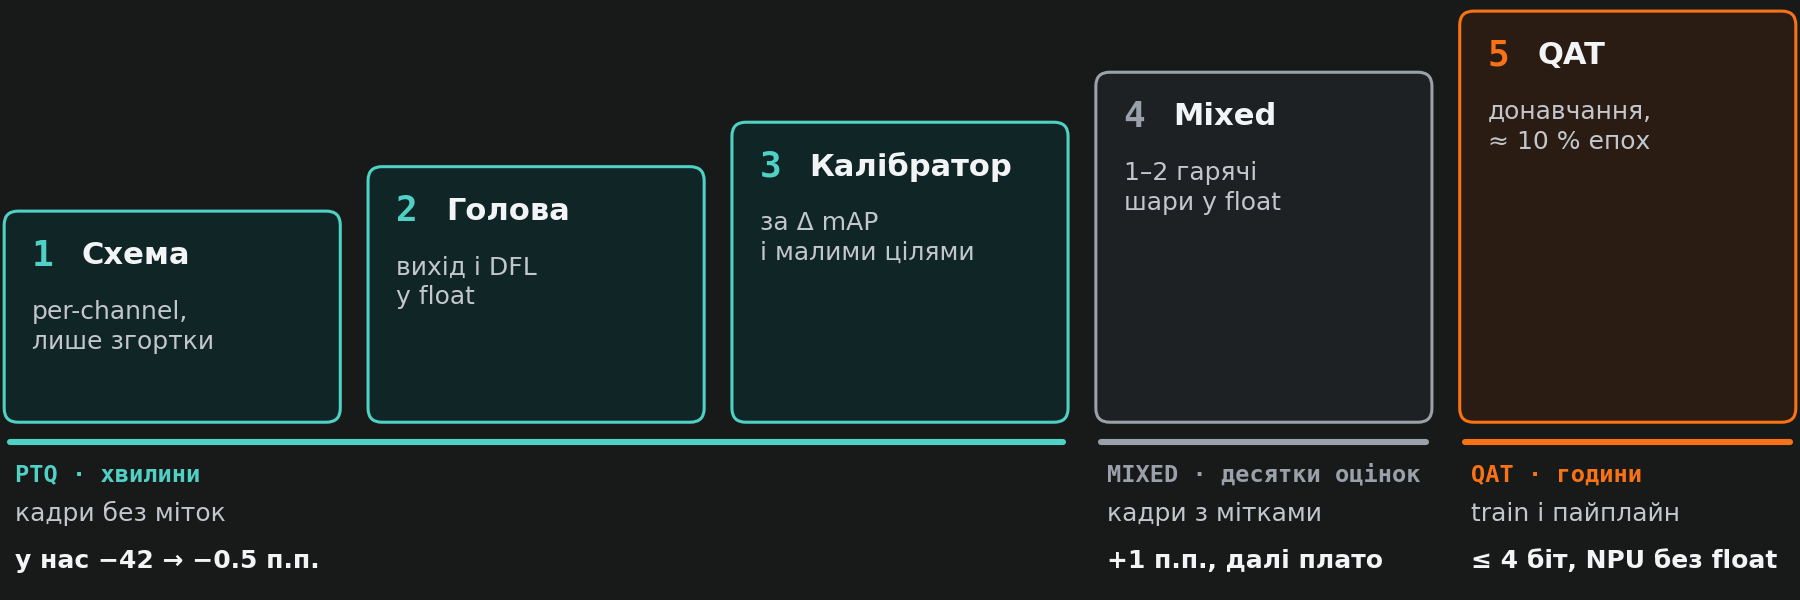 1 Схема
per-channel,
лише згортки
2 Голова
вихід і DFL
у float
3 Калібратор
за Δ mAP
і малими цілями
4 Mixed
1–2 гарячі
шари у float
5 QAT
донавчання,
≈ 10 % епох
PTQ · хвилини
кадри без міток
у нас −42 → −0.5 п.п.
MIXED · десятки оцінок
кадри з мітками
+1 п.п., далі плато
QAT · години
train і пайплайн
≤ 4 біт, NPU без float